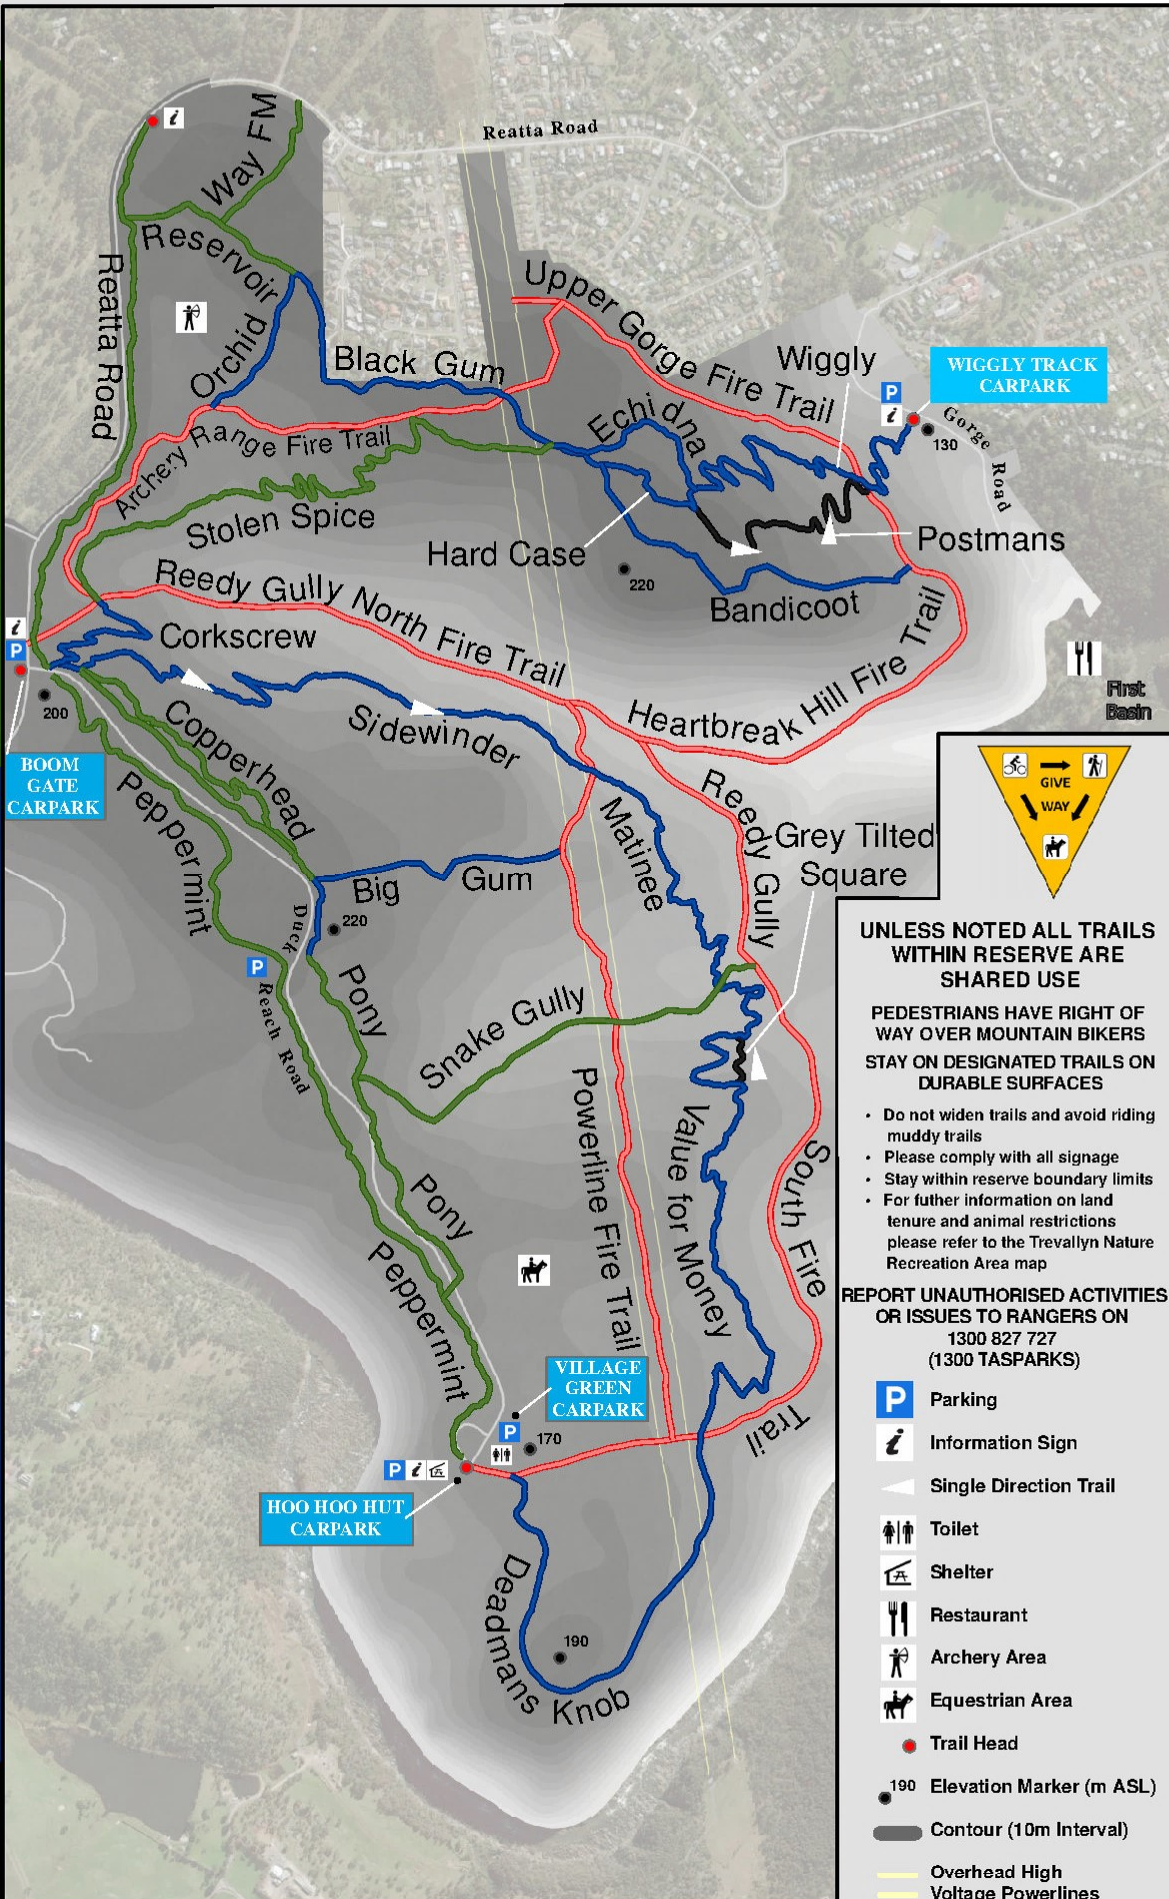 Reatta Road
Way FM
Reservoir
Reatta Road
Orchid
Black Gum
Upper Gorge Fire Trail
Wiggly
WIGGLY TRACK
CARPARK
P
i
i
130
Gorge Road
Echidna
Archery Range Fire Trail
Stolen Spice
Hard Case
Postmans
220
Bandicoot
Reedy Gully North Fire Trail
Corkscrew
i
P
200
Sidewinder
Heartbreak Hill Fire Trail
First
Basin
BOOM
GATE
CARPARK
Copperhead
Peppermint
Matinee
Reedy Gully
Grey Tilted
Square
Big Gum
220
Duck Reach Road
P
Pony
Snake Gully
Powerline Fire Trail
Value for Money
South Fire Trail
Pony
Peppermint
VILLAGE
GREEN
CARPARK
P
170
P
i
HOO HOO HUT
CARPARK
Deadmans Knob
190
GIVE
WAY
UNLESS NOTED ALL TRAILS
WITHIN RESERVE ARE
SHARED USE
PEDESTRIANS HAVE RIGHT OF
WAY OVER MOUNTAIN BIKERS
STAY ON DESIGNATED TRAILS ON
DURABLE SURFACES
• Do not widen trails and avoid riding
muddy trails
• Please comply with all signage
• Stay within reserve boundary limits
• For futher information on land
tenure and animal restrictions
please refer to the Trevallyn Nature
Recreation Area map
REPORT UNAUTHORISED ACTIVITIES
OR ISSUES TO RANGERS ON
1300 827 727
(1300 TASPARKS)
P Parking
i Information Sign
Single Direction Trail
Toilet
Shelter
Restaurant
Archery Area
Equestrian Area
Trail Head
190 Elevation Marker (m ASL)
Contour (10m Interval)
Overhead High
Voltage Powerlines